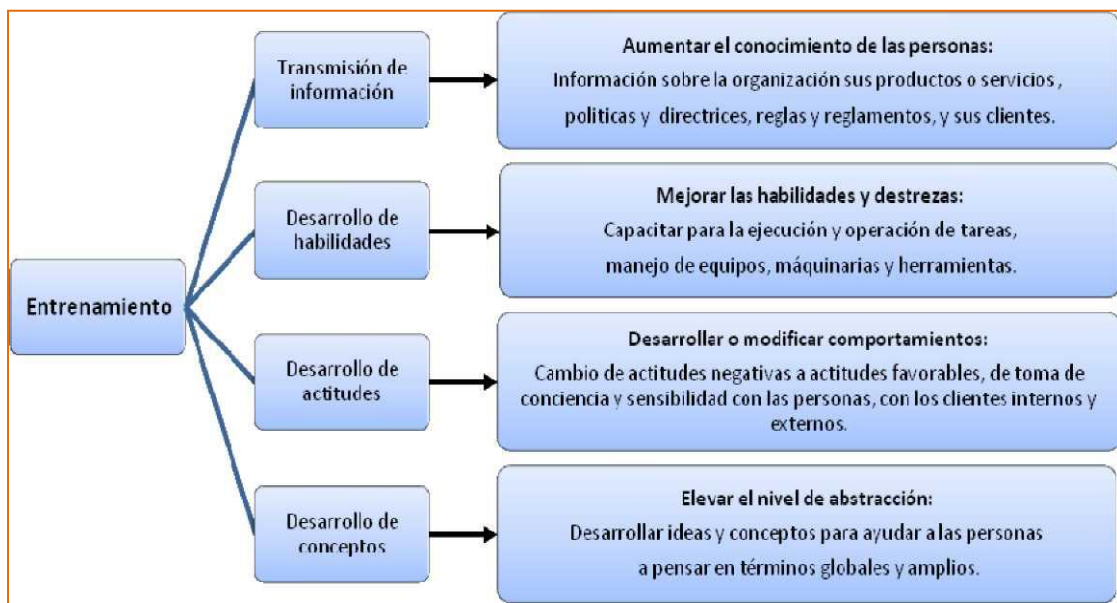 Entrenamiento
Transmisión de
información
Aumentar el conocimiento de las personas:
Información sobre la organización sus productos o servicios ,
politicas y directrices, reglas y reglamentos, y sus clientes.
Desarrollo de
habilidades
Mejorar las habilidades y destrezas:
Capacitar para la ejecución y operación de tareas,
manejo de equipos, máquinarias y herramientas.
Desarrollo de
actitudes
Desarrollar o modificar comportamientos:
Cambio de actitudes negativas a actitudes favorables, de toma de
conciencia y sensibilidad con las personas, con los clientes internos y
externos.
Desarrollo de
conceptos
Elevar el nivel de abstracción:
Desarrollar ideas y conceptos para ayudar a las personas
a pensar en términos globales y amplios.